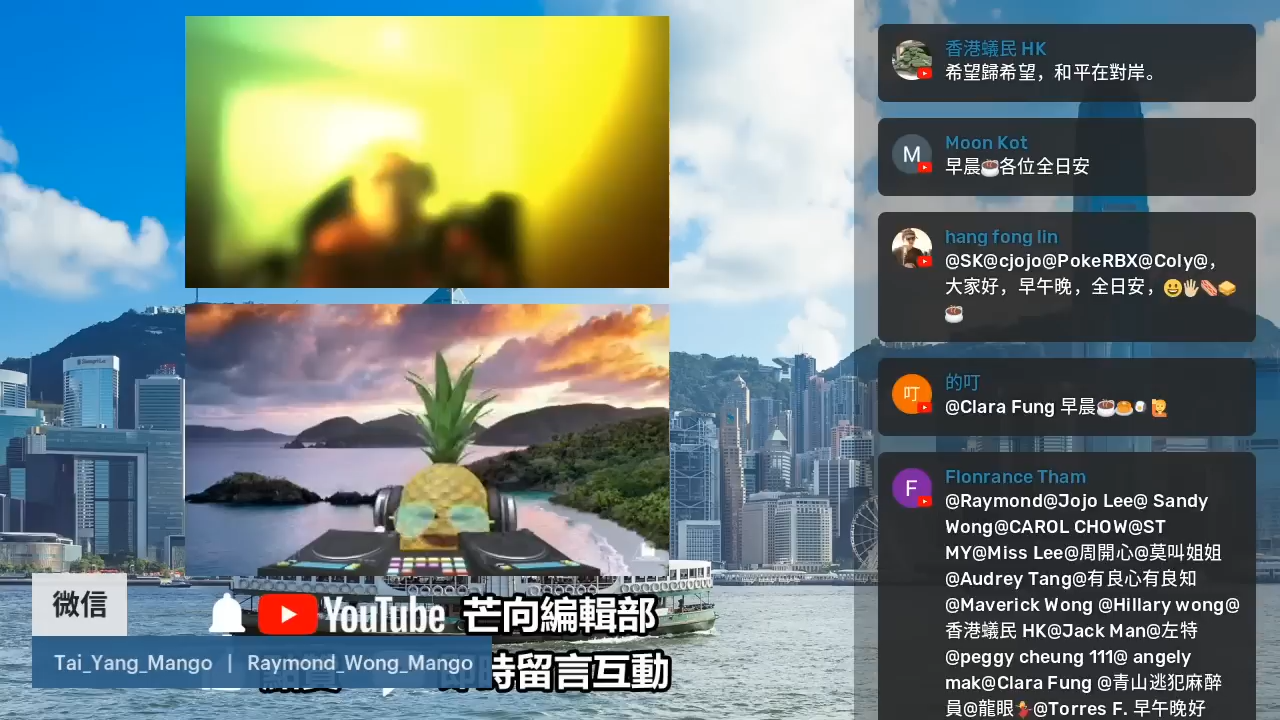 香港蟻民 HK
希望歸希望，和平在對岸。
Moon Kot
早晨☕各位全日安
hang fong lin
@SK@cjojo@PokeRBX@Coly@，
大家好，早午晚，全日安，😀🖐🌭🧈
☕
叮
的叮
@Clara Fung 早晨☕🍮🍳🙋
Flonrance Tham
@Raymond@Jojo Lee@ Sandy
Wong@CAROL CHOW@ST
MY@Miss Lee@周開心@莫叫姐姐
@Audrey Tang@有良心有良知
@Maverick Wong @Hillary wong@
香港蟻民 HK@Jack Man@左特
@peggy cheung 111@ angely
mak@Clara Fung @青山逃犯麻醉
員@龍眼💃@Torres F. 早午晚好
M
F
微信
Tai_Yang_Mango | Raymond_Wong_Mango
YouTube 芒向編輯部
即時留言互動